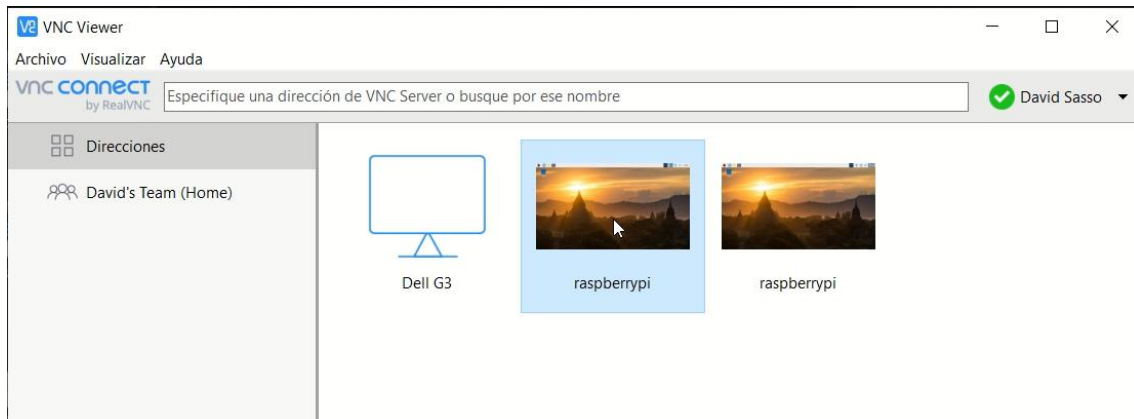 VNC Viewer
Archivo Visualizar Ayuda
vnc connect
by RealVNC
Especifique una dirección de VNC Server o busque por ese nombre
David Sasso
Direcciones
David's Team (Home)
Dell G3
raspberrypi
raspberrypi